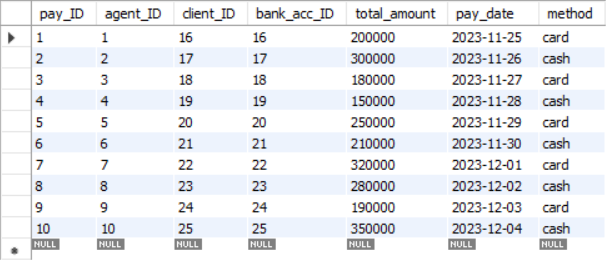 pay_ID agent_ID client_ID bank_acc_ID total_amount pay_date method
1 1 16 16 200000 2023-11-25 card
2 2 17 17 300000 2023-11-26 cash
3 3 18 18 180000 2023-11-27 card
4 4 19 19 150000 2023-11-28 cash
5 5 20 20 250000 2023-11-29 card
6 6 21 21 210000 2023-11-30 cash
7 7 22 22 320000 2023-12-01 card
8 8 23 23 280000 2023-12-02 cash
9 9 24 24 190000 2023-12-03 card
10 10 25 25 350000 2023-12-04 cash
NULL NULL NULL NULL NULL NULL NULL